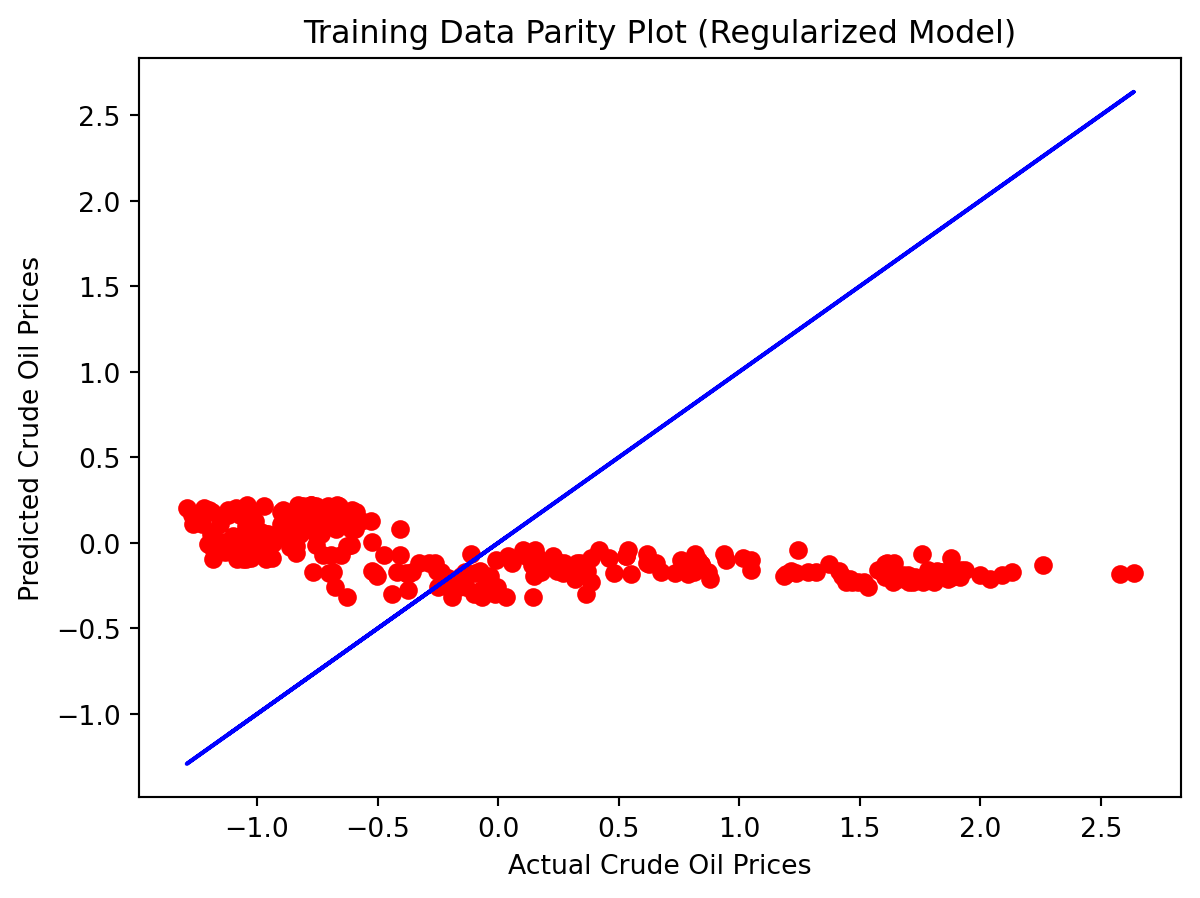 Training Data Parity Plot (Regularized Model)
2.5
2.0
1.5
1.0
0.5
0.0
−0.5
−1.0
Predicted Crude Oil Prices
−1.0 −0.5 0.0 0.5 1.0 1.5 2.0 2.5
Actual Crude Oil Prices